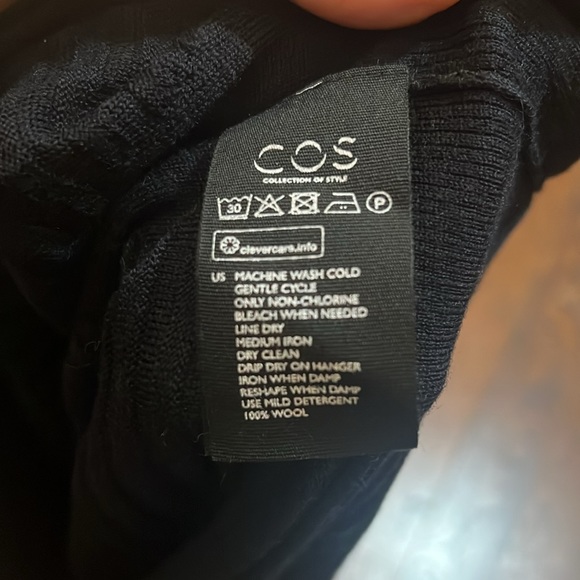 COS
COLLECTION OF STYLE
30 P
clevercare.info
US MACHINE WASH COLD
GENTLE CYCLE
ONLY NON-CHLORINE
BLEACH WHEN NEEDED
LINE DRY
MEDIUM IRON
DRY CLEAN
DRIP DRY ON HANGER
IRON WHEN DAMP
RESHAPE WHEN DAMP
USE MILD DETERGENT
100% WOOL